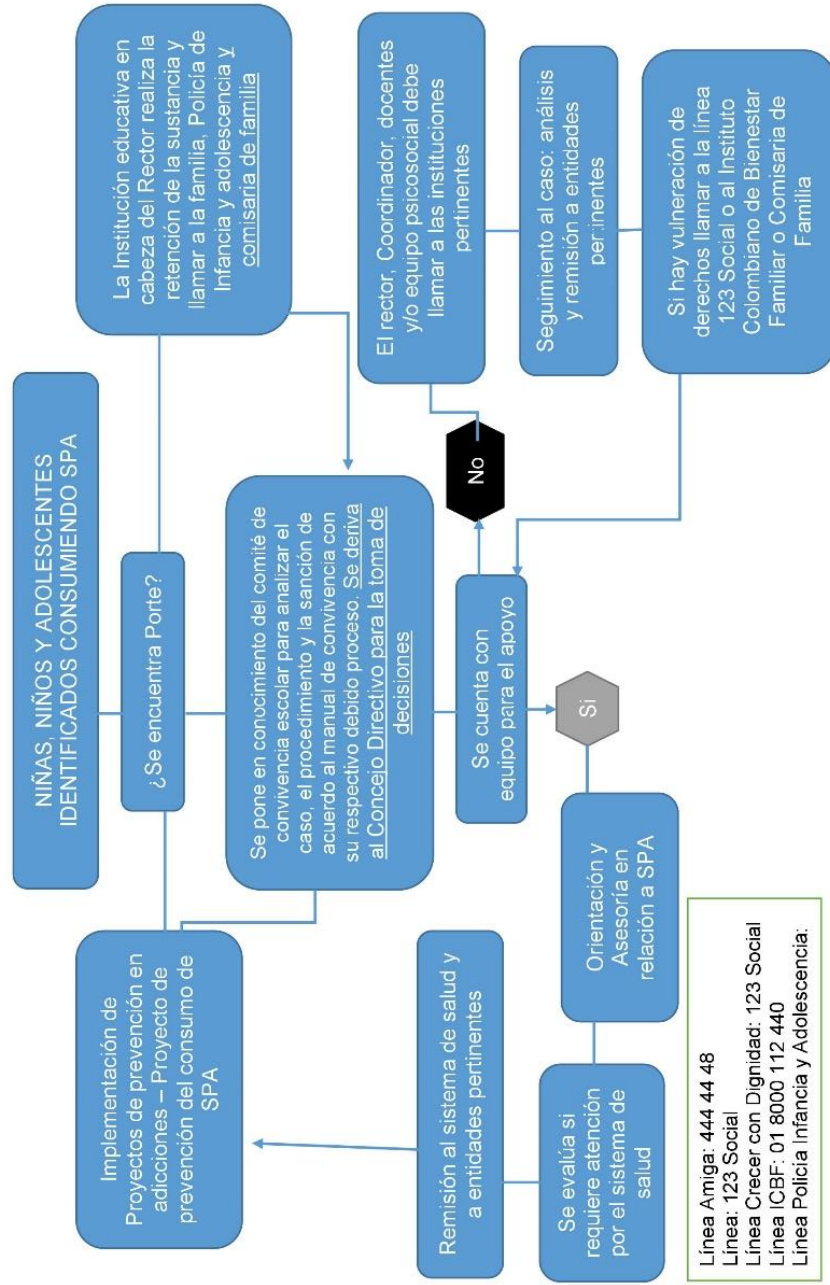 NIÑAS, NIÑOS Y ADOLESCENTES
IDENTIFICADOS CONSUMIENDO SPA
¿Se encuentra Porte?
La Institución educativa en
cabeza del Rector realiza la
retención de la sustancia y
llamar a la familia, Policía de
Infancia y adolescencia y
comisaria de familia
Implementación de
Proyectos de prevención en
adicciones – Proyecto de
prevención del consumo de
SPA
Se pone en conocimiento del comité de
convivencia escolar para analizar el
caso, el procedimiento y la sanción de
acuerdo al manual de convivencia con
su respectivo debido proceso. Se deriva
al Concejo Directivo para la toma de
decisiones
Se cuenta con
equipo para el apoyo
No
El rector, Coordinador, docentes
y/o equipo psicosocial debe
llamar a las instituciones
pertinentes
Seguimiento al caso: análisis
y remisión a entidades
pertinentes
Si hay vulneración de
derechos llamar a la línea
123 Social o al Instituto
Colombiano de Bienestar
Familiar o Comisaria de
Familia
Si
Orientación y
Asesoría en
relación a SPA
Se evalúa si
requiere atención
por el sistema de
salud
Remisión al sistema de salud y
a entidades pertinentes
Línea Amiga: 444 44 48
Línea: 123 Social
Línea Crecer con Dignidad: 123 Social
Línea ICBF: 01 8000 112 440
Línea Policía Infancia y Adolescencia: